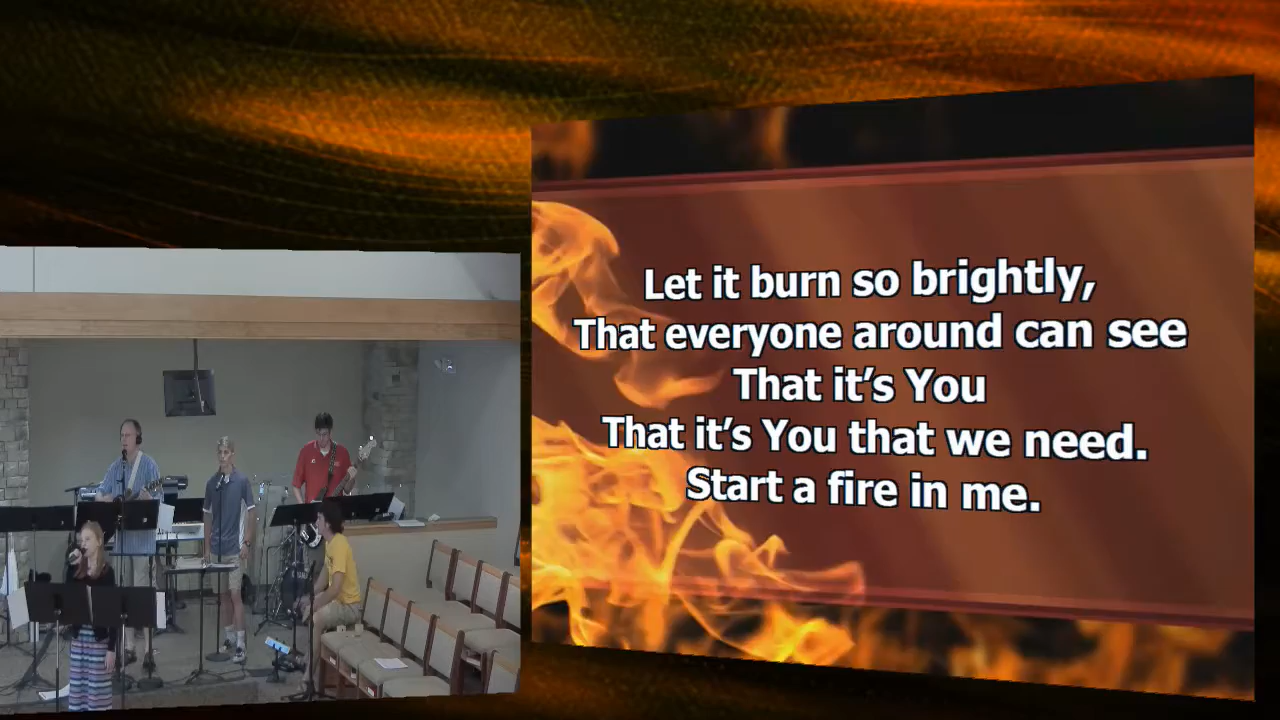 Let it burn so brightly,
That everyone around can see
That it's You
That it's You that we need.
Start a fire in me.